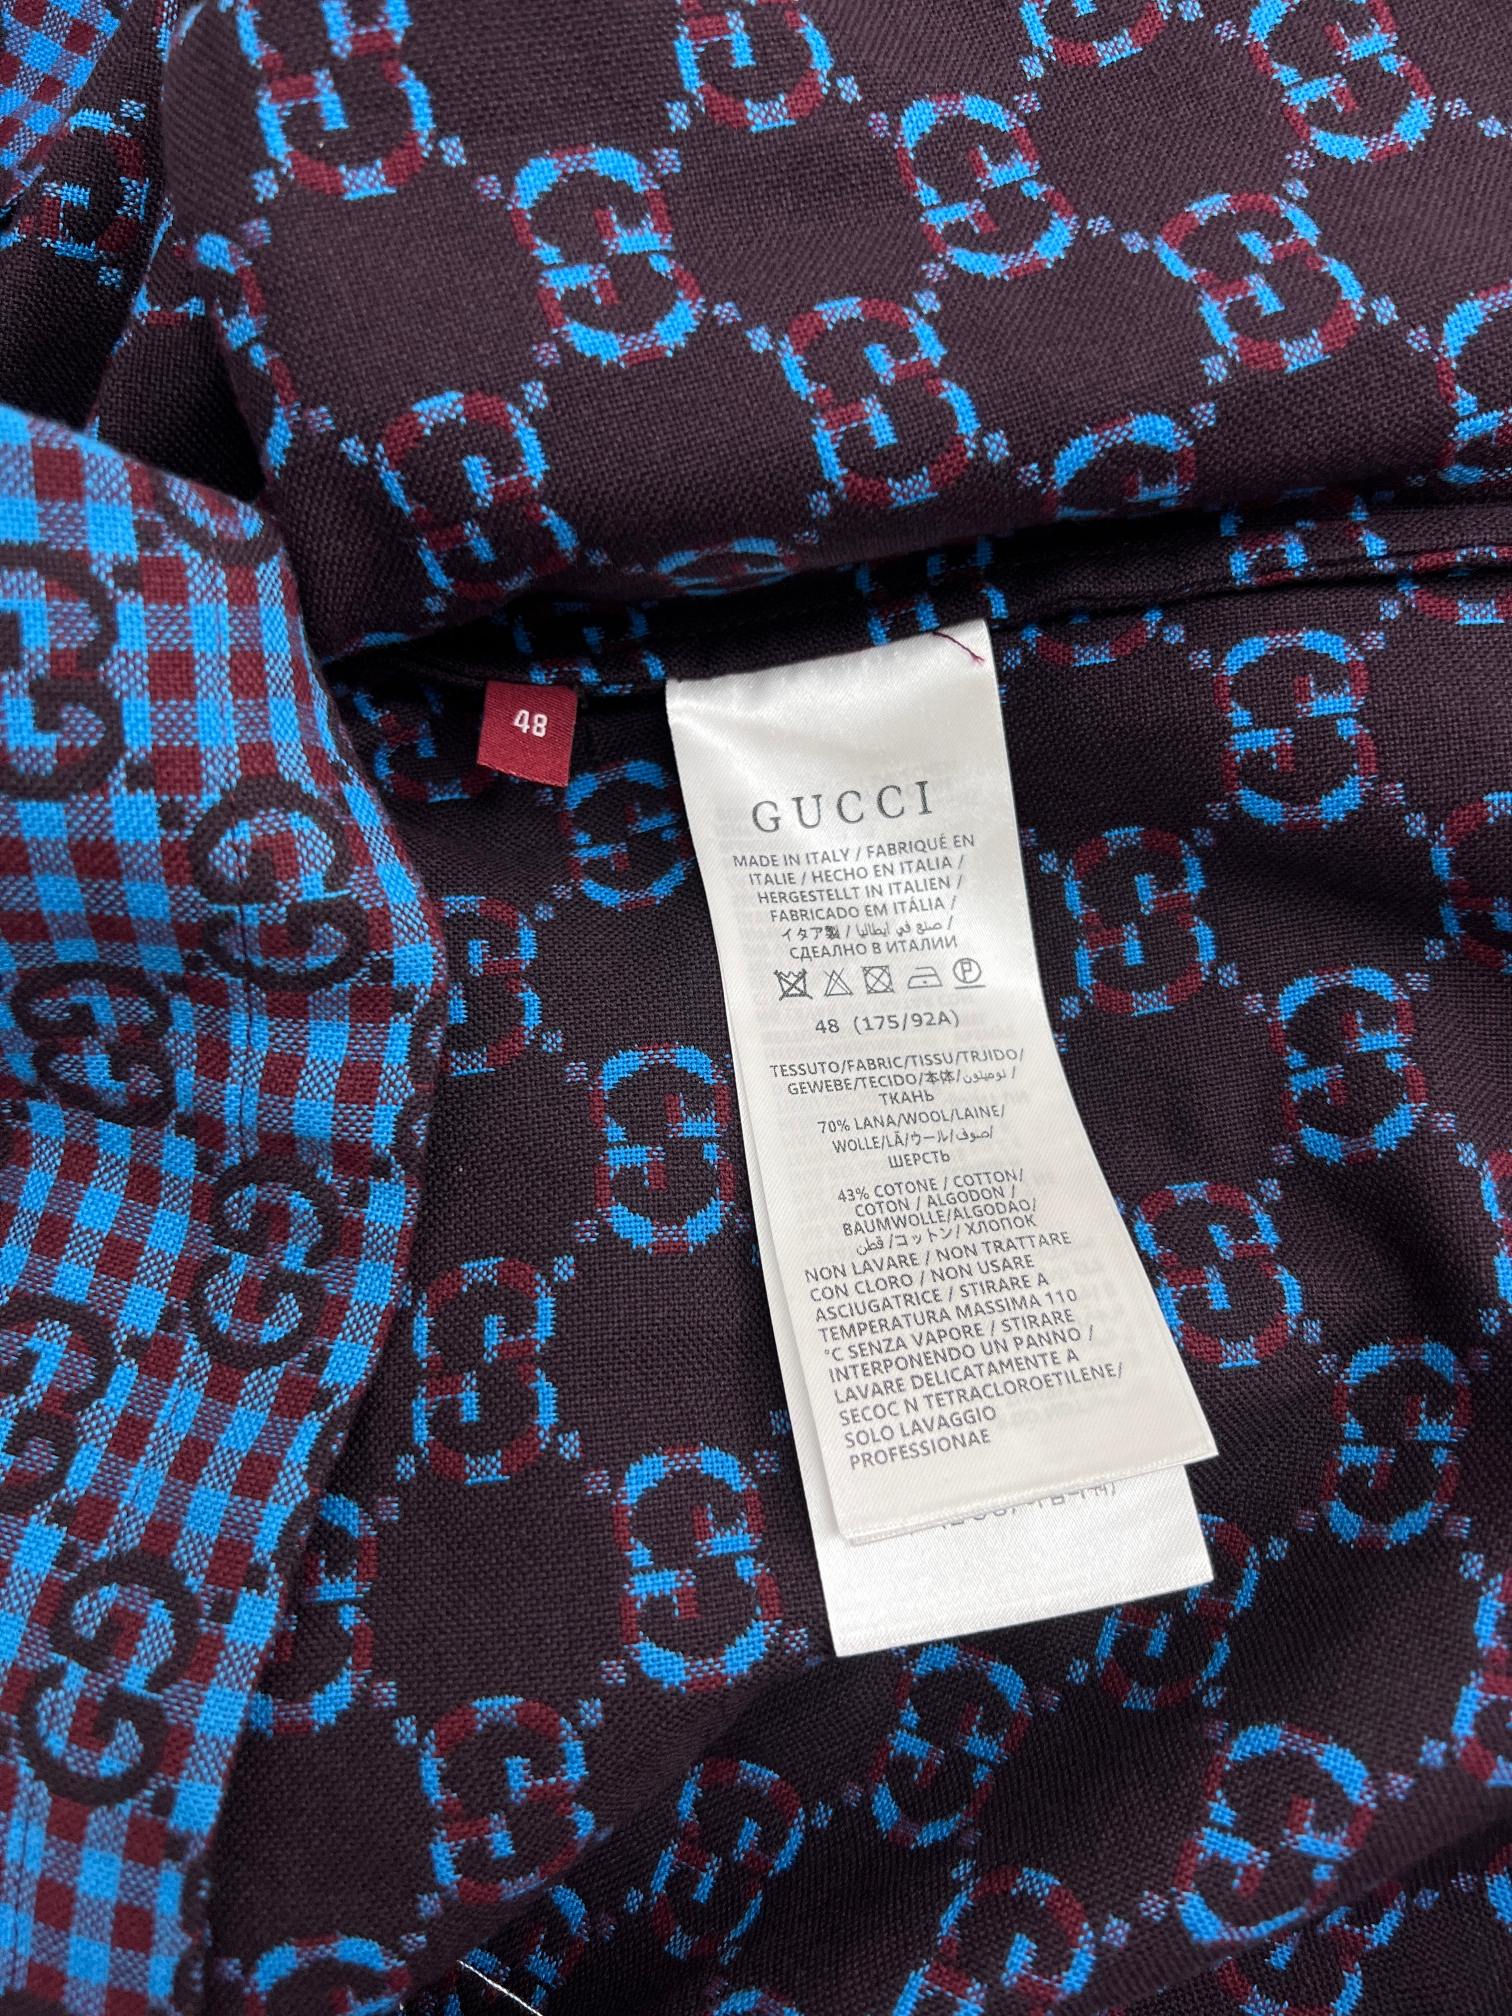 48
GUCCI
MADE IN ITALY / FABRIQUÉ EN
ITALIE / HECHO EN ITALIA /
HERGESTELLT IN ITALIEN /
FABRICADO EM ITÁLIA /
イタア製 / صنع في ايطاليا /
СДЕАЛНО В ИТАЛИИ
P
48 (175/92A)
TESSUTO/FABRIC/TISSU/TRJIDO/
GEWEBE/TECIDO/本体/نوميلون/
ТКАНЬ
70% LANA/WOOL/LAINE/
WOLLE/LÃ/ウール/صوف/
ШЕРСТЬ
43% COTONE / COTTON/
COTON / ALGODON /
BAUMWOLLE/ALGODAO/
قطن /コットン/ ХЛОПОК
NON LAVARE / NON TRATTARE
CON CLORO / NON USARE
ASCIUGATRICE / STIRARE A
TEMPERATURA MASSIMA 110
°C SENZA VAPORE / STIRARE
INTERPONENDO UN PANNO /
LAVARE DELICATAMENTE A
SECOC N TETRACLOROETILENE/
SOLO LAVAGGIO
PROFESSIONAE